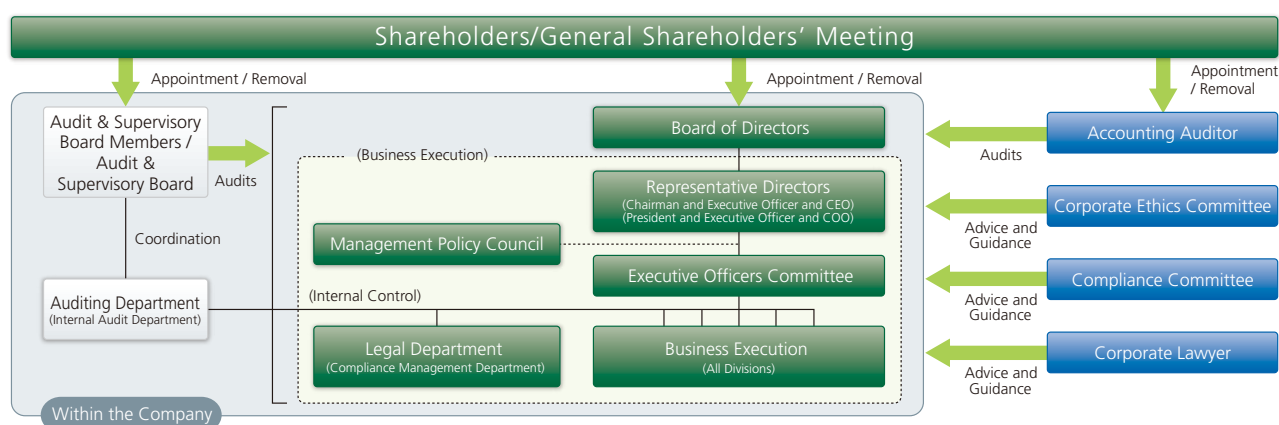 Shareholders/General Shareholders’ Meeting
Appointment / Removal
Appointment / Removal
Appointment
/ Removal
Audit & Supervisory
Board Members /
Audit &
Supervisory Board
Audits
Board of Directors
Audits
Accounting Auditor
(Business Execution)
Representative Directors
(Chairman and Executive Officer and CEO)
(President and Executive Officer and COO)
Advice and
Guidance
Corporate Ethics Committee
Coordination
Management Policy Council
Executive Officers Committee
Advice and
Guidance
Compliance Committee
Auditing Department
(Internal Audit Department)
(Internal Control)
Legal Department
(Compliance Management Department)
Business Execution
(All Divisions)
Advice and
Guidance
Corporate Lawyer
Within the Company